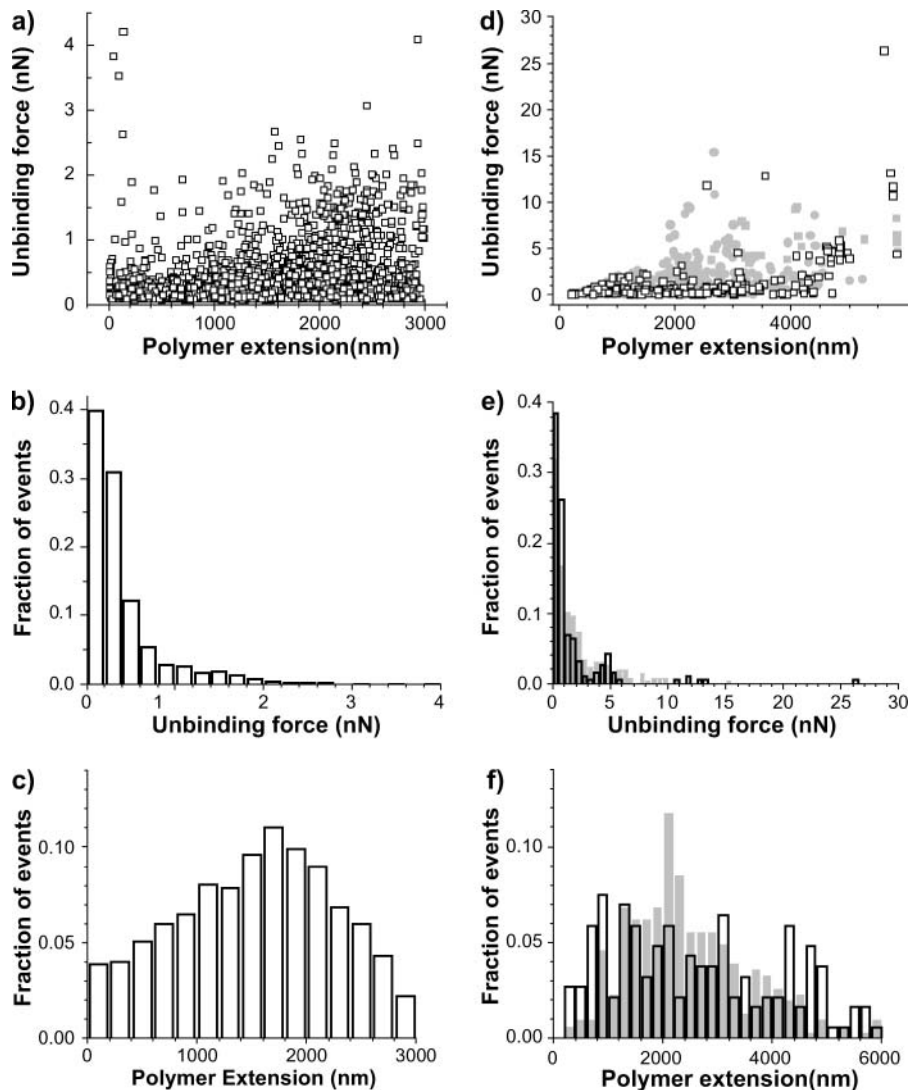 a)
Unbinding force (nN)
4
3
2
1
0
0 1000 2000 3000
Polymer extension(nm)
d)
Unbinding force (nN)
30
25
20
15
10
5
0
0 2000 4000
Polymer extension(nm)
b)
Fraction of events
0.4
0.3
0.2
0.1
0.0
0 2 4
Unbinding force (nN)
e)
Fraction of events
0.4
0.3
0.2
0.1
0.0
0 5 10 15 20 25 30
Unbinding force (nN)
c)
Fraction of events
0.10
0.05
0.00
0 1000 2000 3000
Polymer Extension (nm)
f)
Fraction of events
0.10
0.05
0.00
0 2000 4000 6000
Polymer extension(nm)